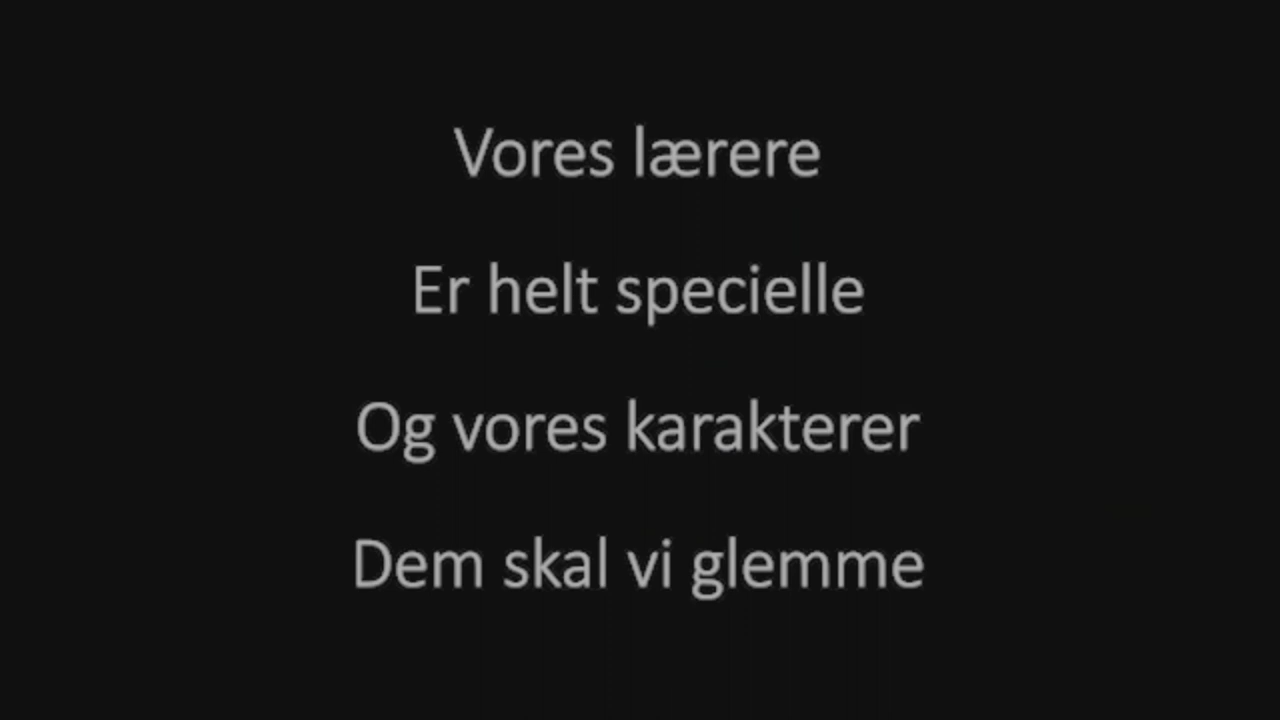 Vores lærere
Er helt specielle
Og vores karakterer
Dem skal vi glemme